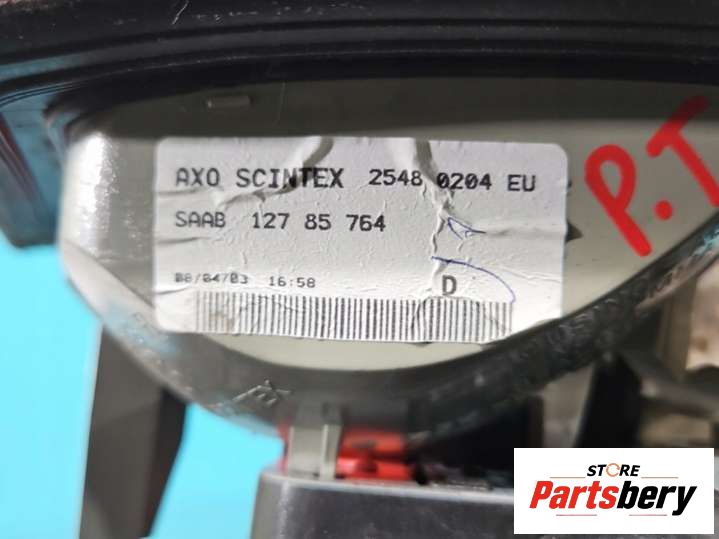 AXO SCINTEX 2548 0204 EU
SAAB 127 85 764
08/04/03 16:58
D
P.T
STORE
Partsbery